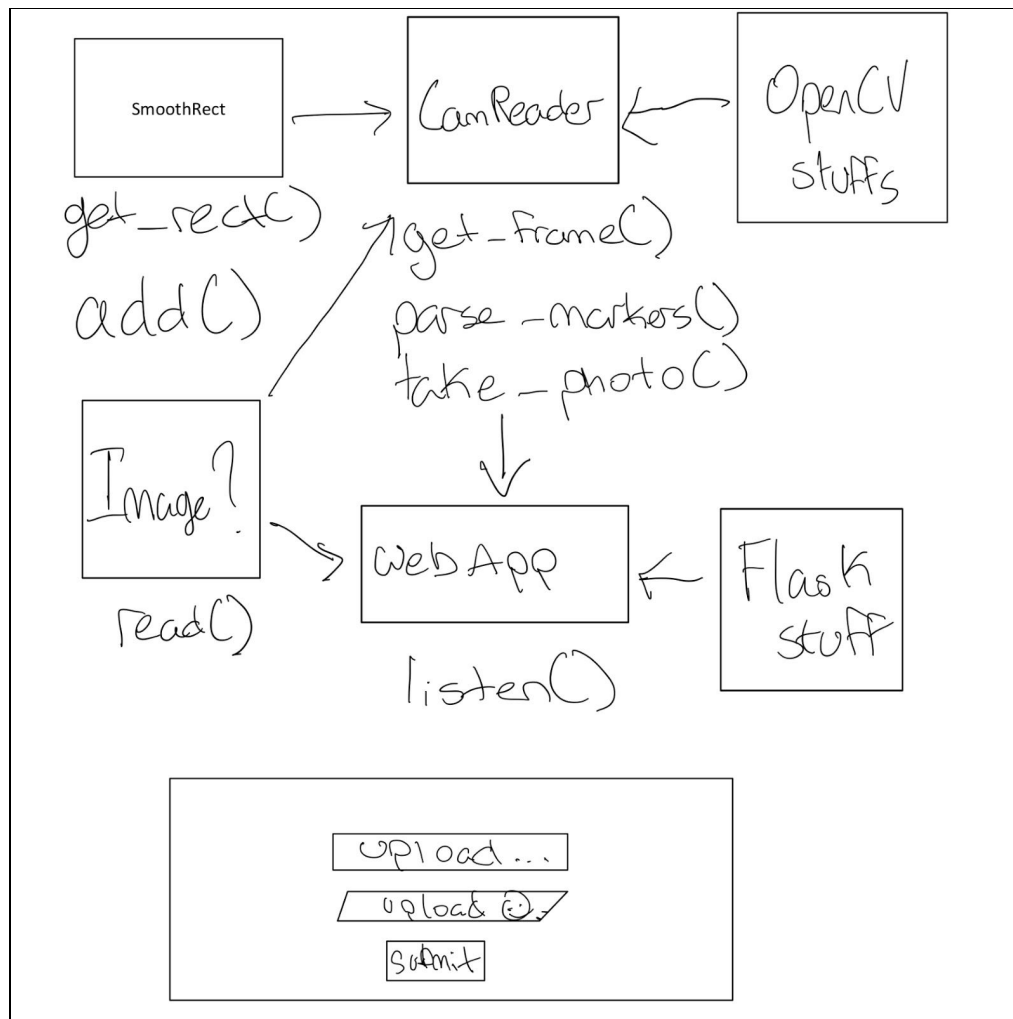 SmoothRect
get_rect()
add()
CamReader
get_frame()
parse_markers()
take_photo()
OpenCV
stuffs
Image?
read()
WebApp
listen()
Flask
stuff
upload...
upload
submit